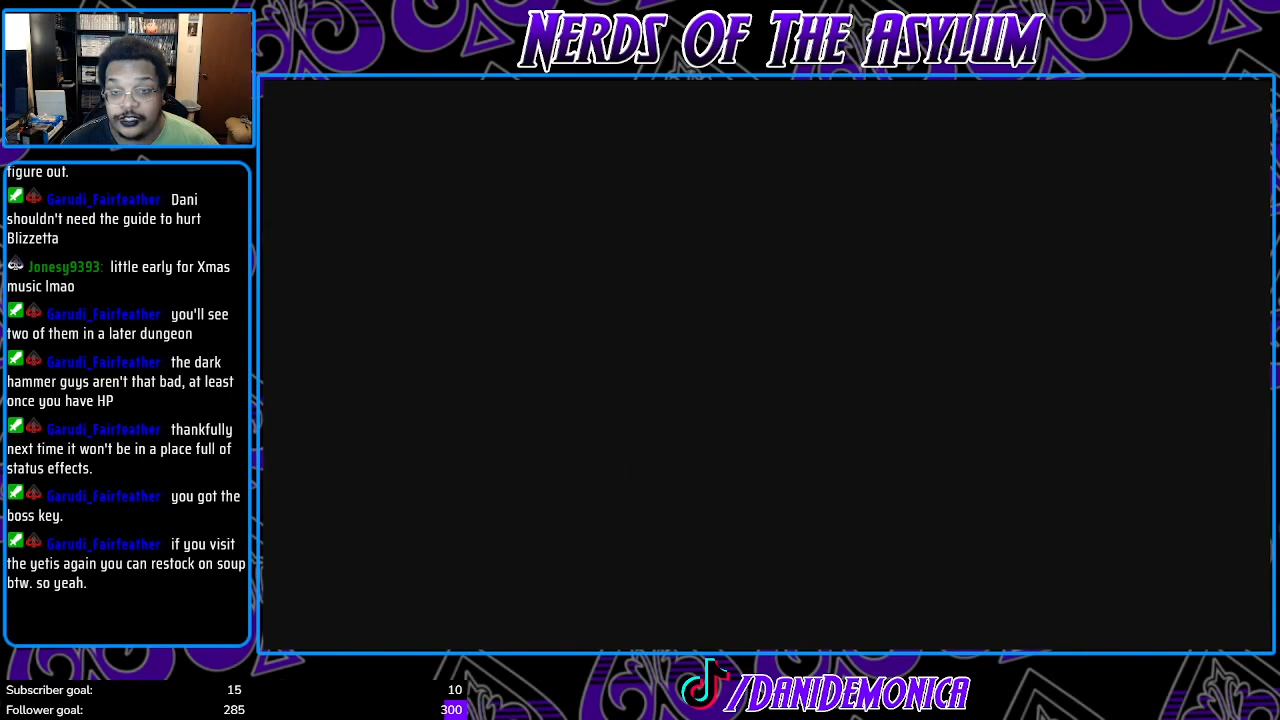 Nerds Of The Asylum
figure out.
Garudi_Fairfeather Dani
shouldn't need the guide to hurt
Blizzetta
Jonesy9393: little early for Xmas
music lmao
Garudi_Fairfeather you'll see
two of them in a later dungeon
Garudi_Fairfeather the dark
hammer guys aren't that bad, at least
once you have HP
Garudi_Fairfeather thankfully
next time it won't be in a place full of
status effects.
Garudi_Fairfeather you got the
boss key.
Garudi_Fairfeather if you visit
the yetis again you can restock on soup
btw. so yeah.
Subscriber goal: 15 10
Follower goal: 285 300
/DaniDemonica